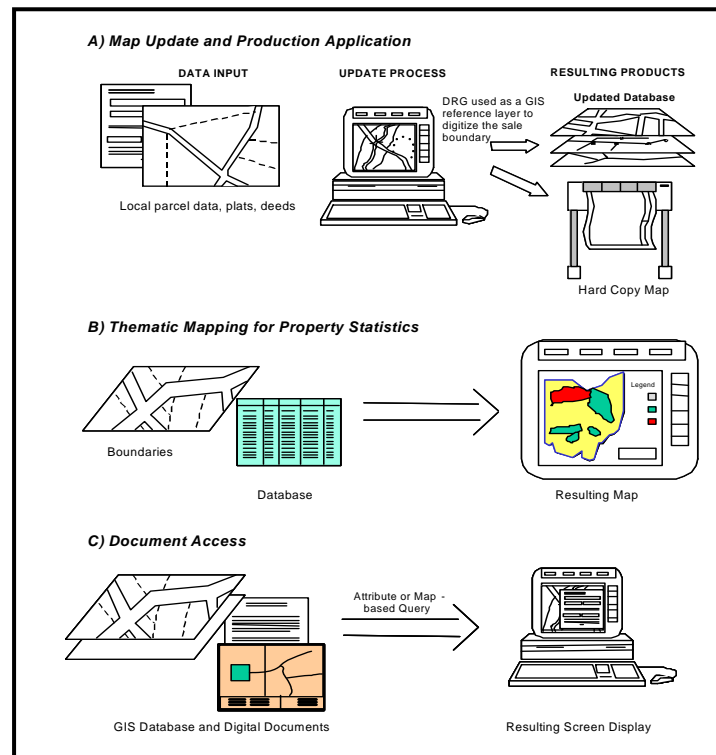 A) Map Update and Production Application
DATA INPUT
UPDATE PROCESS
RESULTING PRODUCTS
Updated Database
DRG used as a GIS
reference layer to
digitize the sale
boundary
Local parcel data, plats, deeds
Hard Copy Map
B) Thematic Mapping for Property Statistics
Legend
Boundaries
Database
Resulting Map
C) Document Access
Attribute or Map -
based Query
GIS Database and Digital Documents
Resulting Screen Display